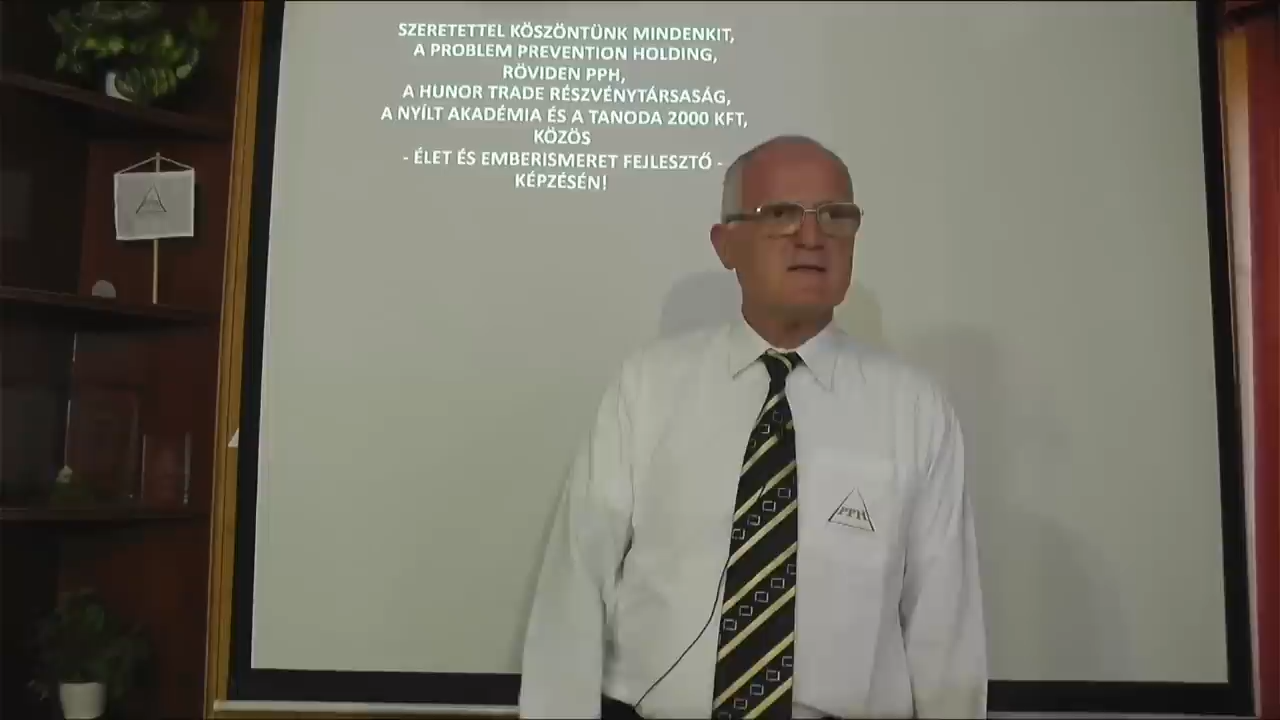 SZERETETTEL KÖSZÖNTÜNK MINDENKIT,
A PROBLEM PREVENTION HOLDING,
RÖVIDEN PPH,
A HUNOR TRADE RÉSZVÉNYTÁRSASÁG,
A NYÍLT AKADÉMIA ÉS A TANODA 2000 KFT,
KÖZÖS
- ÉLET ÉS EMBERISMERET FEJLESZTŐ -
KÉPZÉSÉN!
PPH